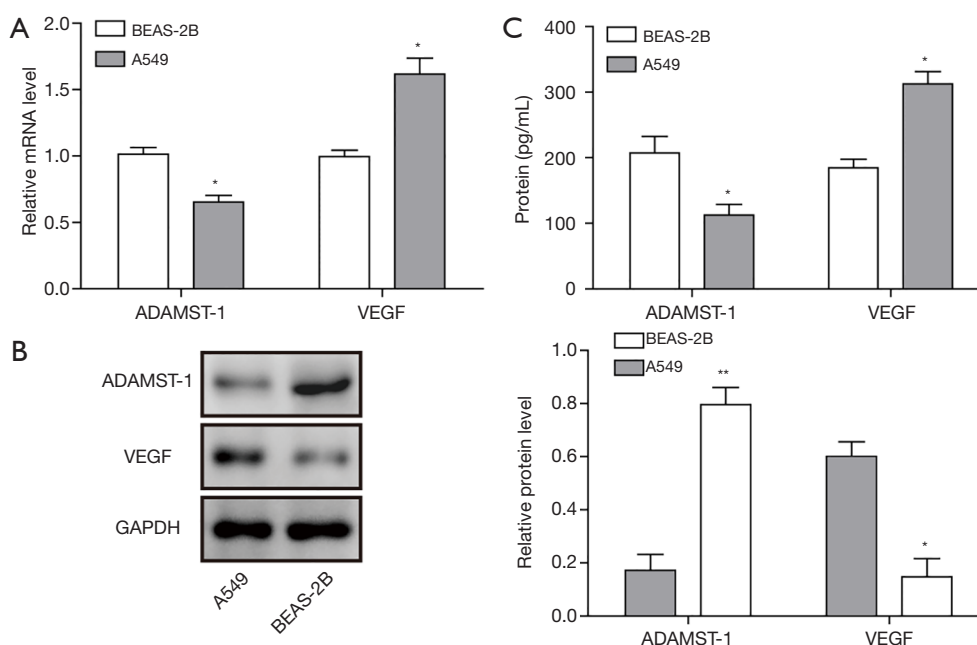 A
BEAS-2B
A549
Relative mRNA level
2.0
1.5
1.0
0.5
0.0
*
*
ADAMST-1
VEGF
C
BEAS-2B
A549
Protein (pg/mL)
400
300
200
100
0
*
*
ADAMST-1
VEGF
B
ADAMST-1
VEGF
GAPDH
A549
BEAS-2B
BEAS-2B
A549
Relative protein level
0.8
0.6
0.4
0.2
0.0
**
*
ADAMST-1
VEGF